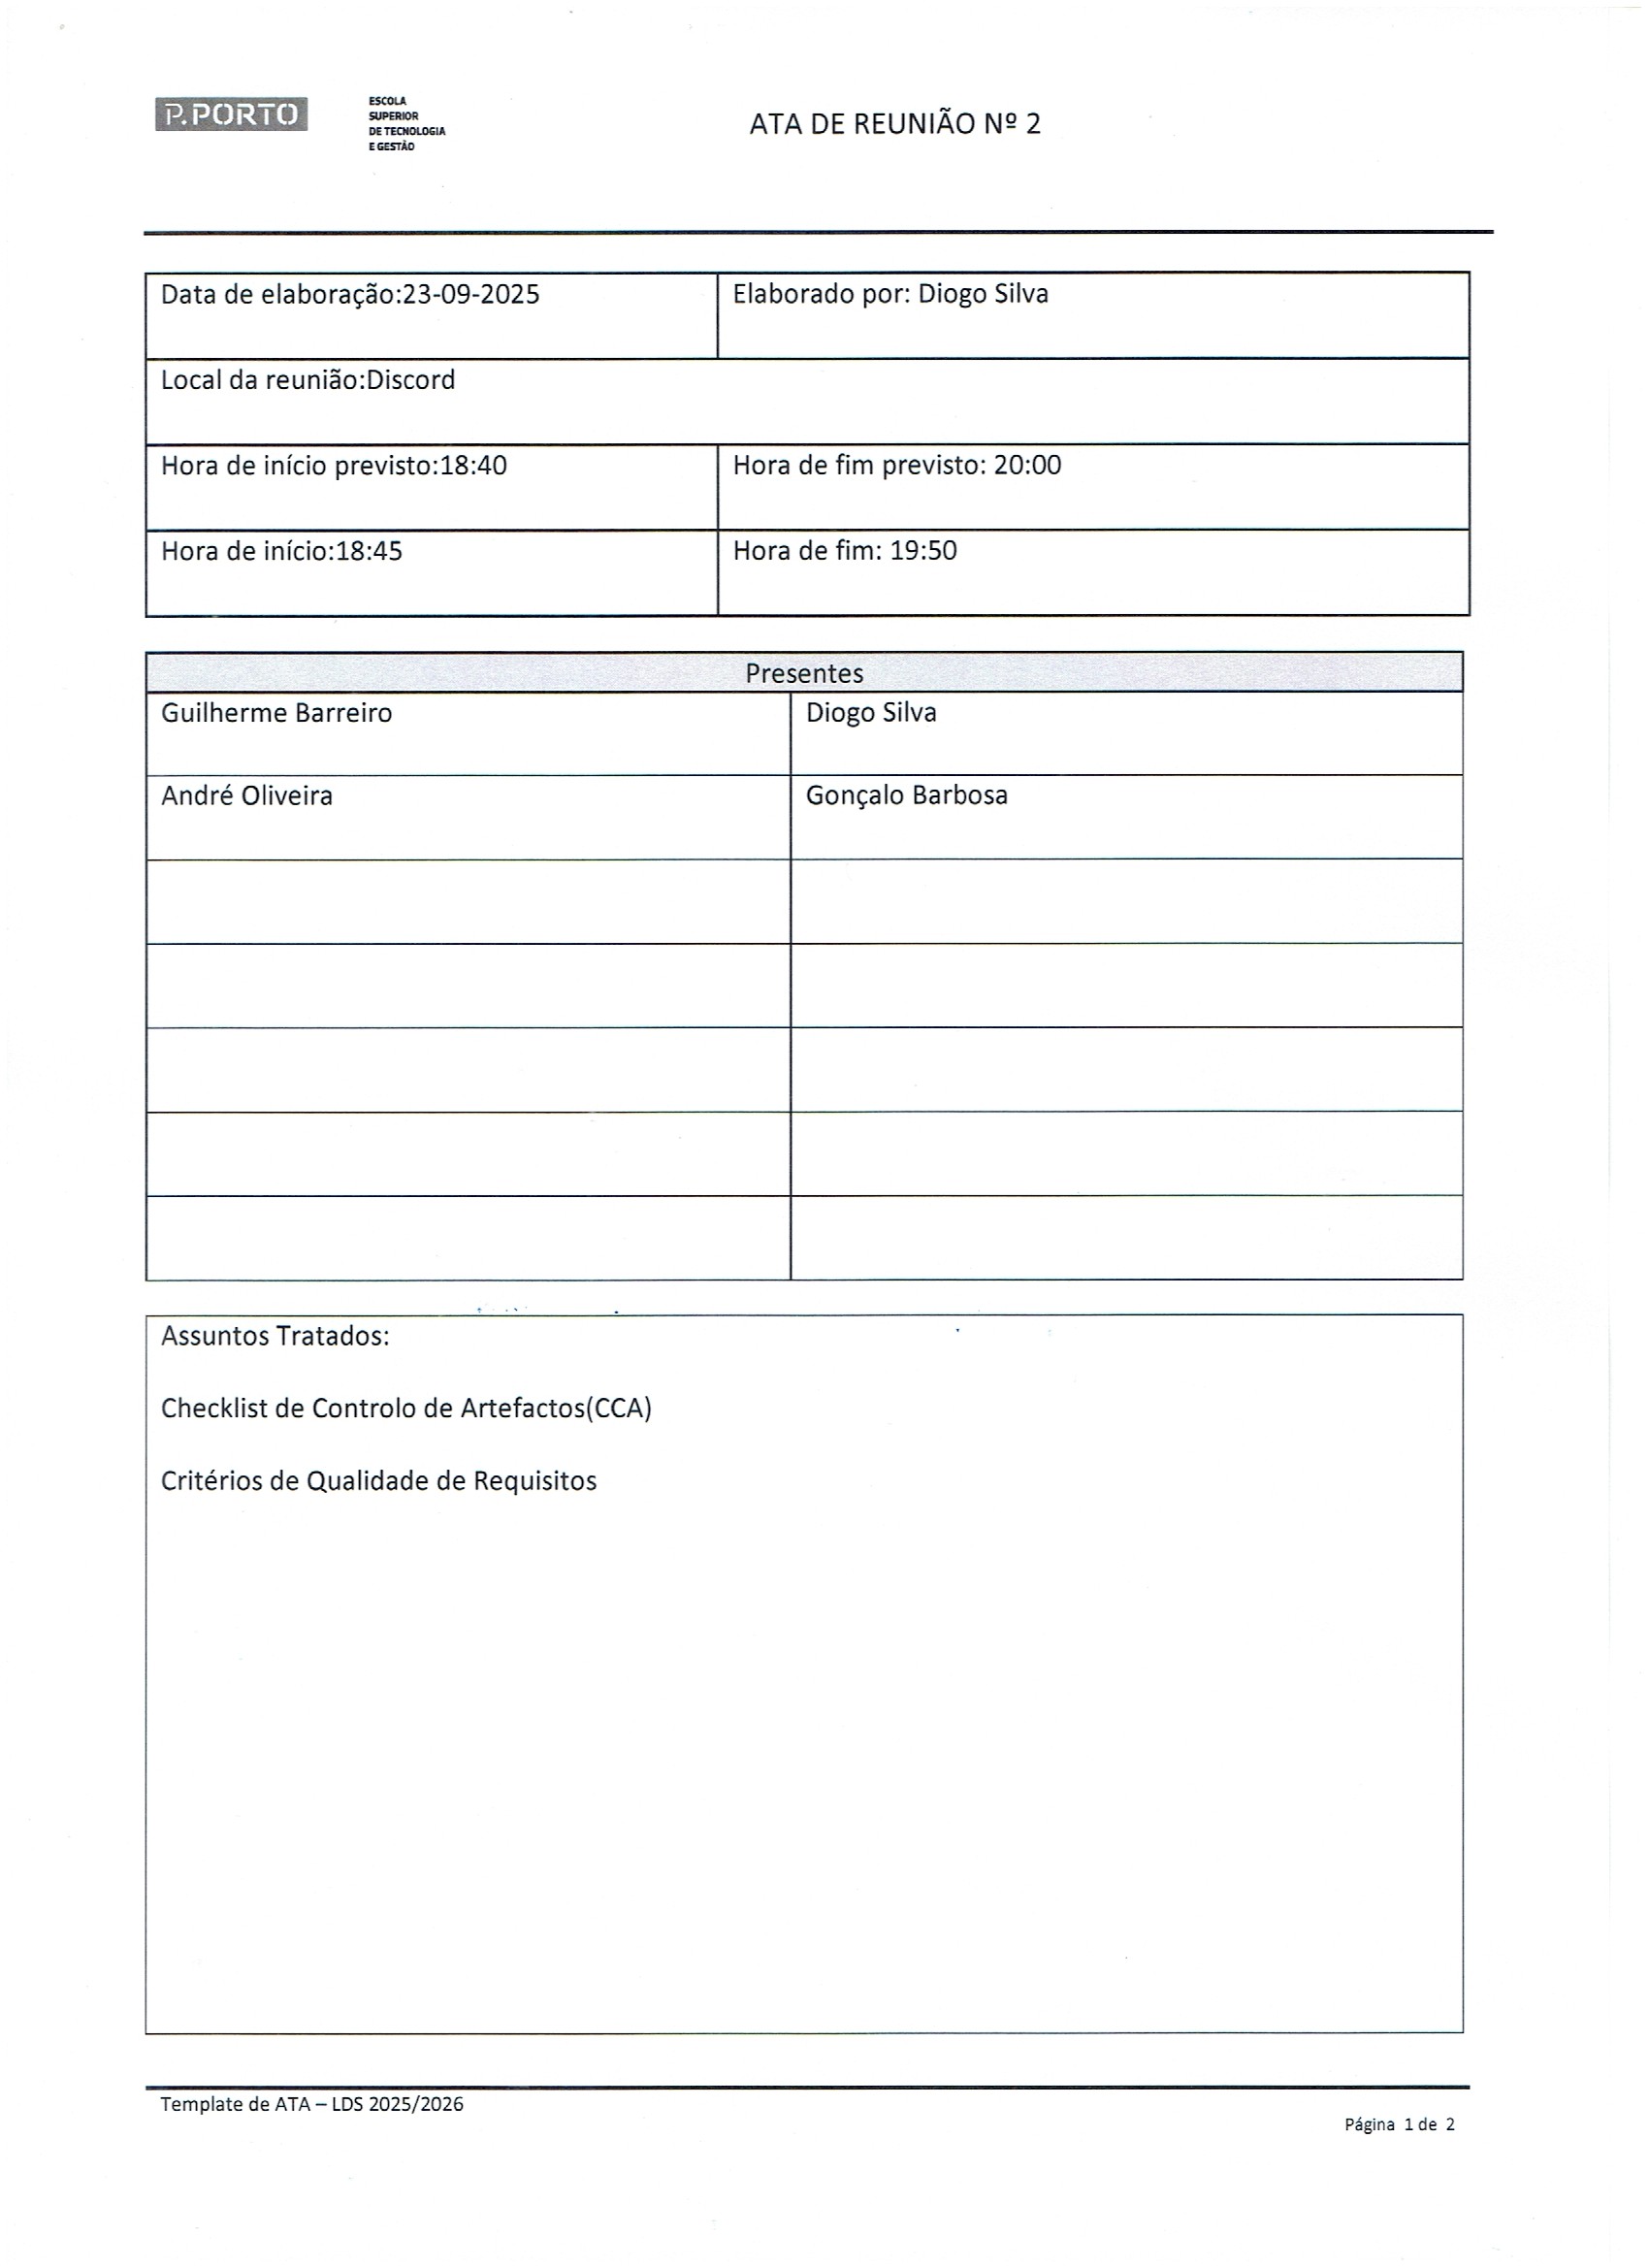 P.PORTO
ESCOLA
SUPERIOR
DE TECNOLOGIA
E GESTÃO
ATA DE REUNIÃO Nº 2
Data de elaboração:23-09-2025
Elaborado por: Diogo Silva
Local da reunião:Discord
Hora de início previsto:18:40
Hora de fim previsto: 20:00
Hora de início:18:45
Hora de fim: 19:50
Presentes
Guilherme Barreiro
Diogo Silva
André Oliveira
Gonçalo Barbosa
Assuntos Tratados:
Checklist de Controlo de Artefactos(CCA)
Critérios de Qualidade de Requisitos
Template de ATA – LDS 2025/2026
Página 1 de 2